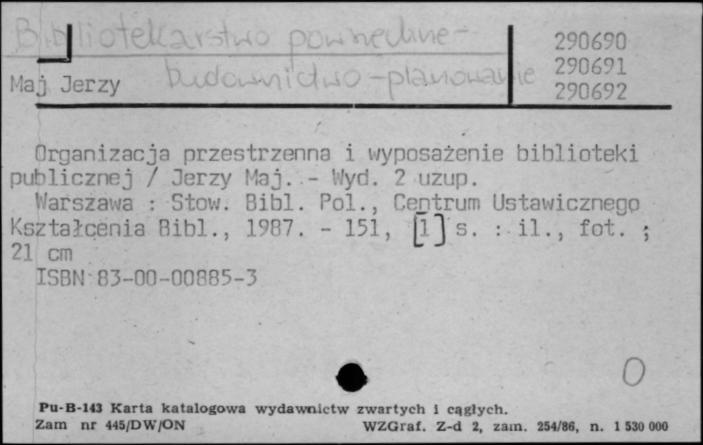 Bibliotekarstwo powszechne -
budownictwo - planowanie
290690
290691
290692
Maj Jerzy
Organizacja przestrzenna i wyposażenie biblioteki
publicznej / Jerzy Maj. - Wyd. 2 uzup.
Warszawa : Stow. Bibl. Pol., Centrum Ustawicznego
Kształcenia Bibl., 1987. - 151, [1] s. : il., fot. ;
21 cm
ISBN 83-00-00885-3
0
Pu-B-143 Karta katalogowa wydawnictw zwartych i ciągłych.
Zam nr 445/DW/ON WZGraf. Z-d 2, zam. 254/86, n. 1 530 000